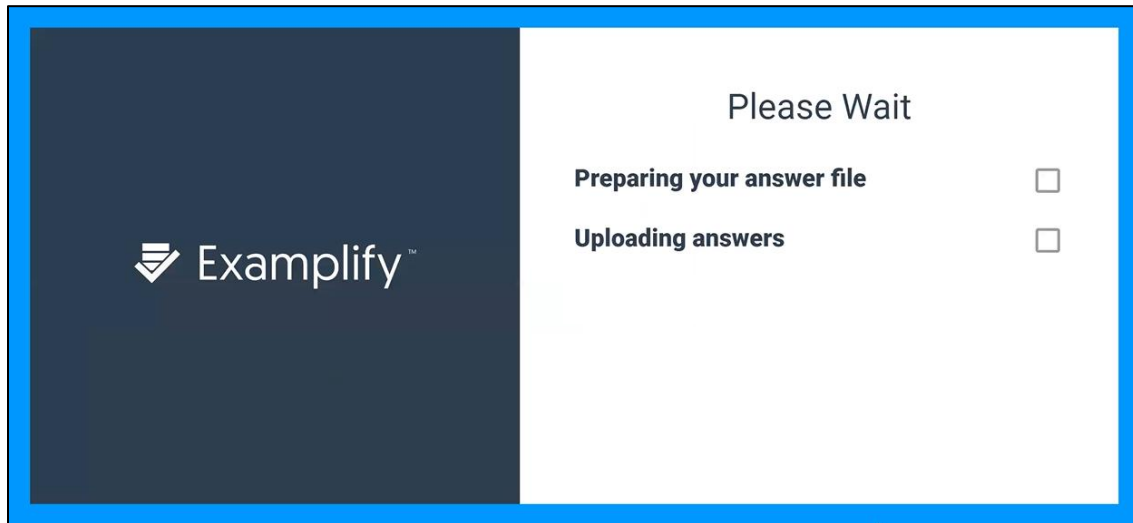 Examplify™
Please Wait
Preparing your answer file
Uploading answers